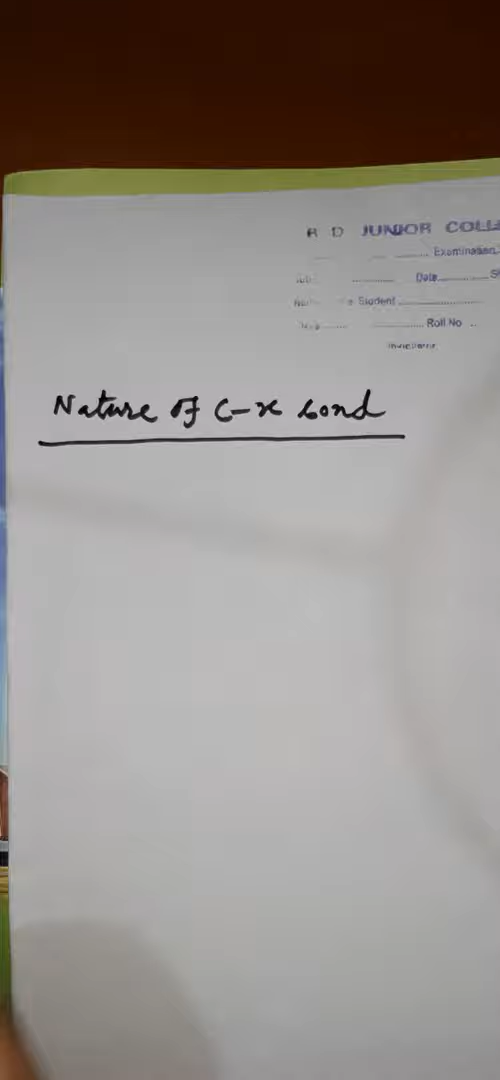 R D JUNIOR COLL
Examination
Date
Student
Roll No
Nature of C-x bond